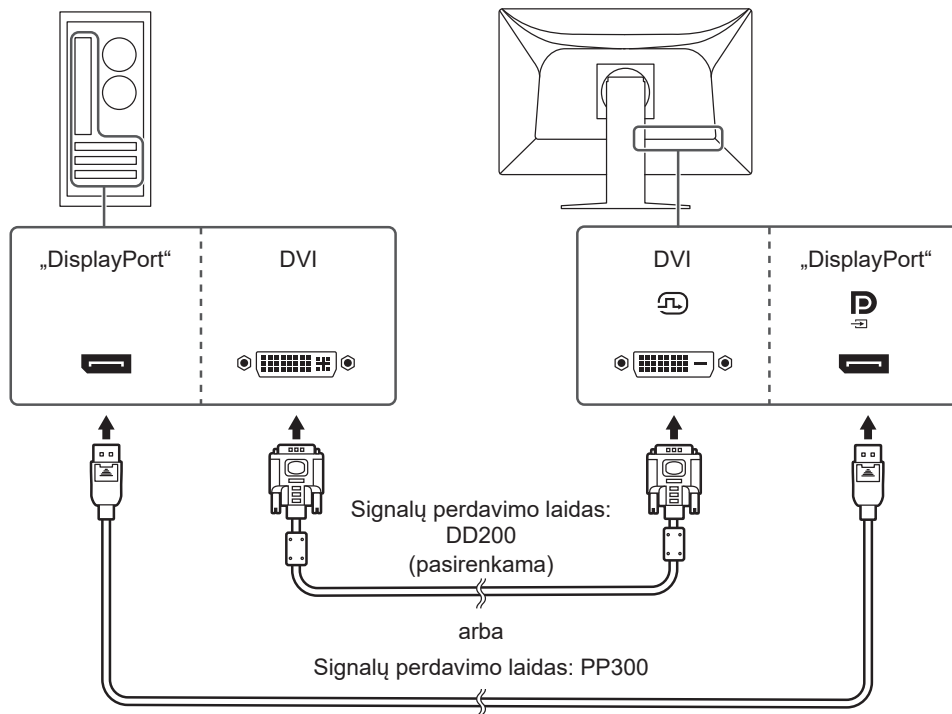 „DisplayPort“
DVI
DVI
„DisplayPort“
Signalų perdavimo laidas:
DD200
(pasirenkama)
arba
Signalų perdavimo laidas: PP300